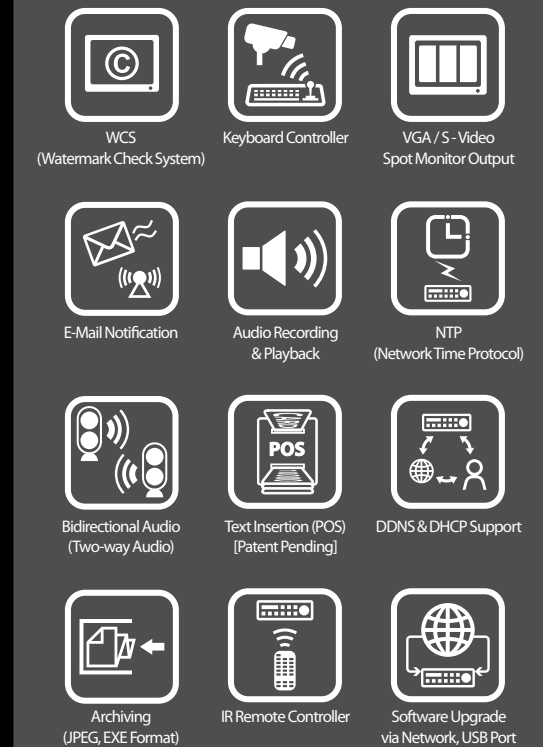 ©
WCS
(Watermark Check System)
Keyboard Controller
VGA / S - Video
Spot Monitor Output
E-Mail Notification
Audio Recording
& Playback
NTP
(Network Time Protocol)
Bidirectional Audio
(Two-way Audio)
POS
Text Insertion (POS)
[Patent Pending]
DDNS & DHCP Support
Archiving
(JPEG, EXE Format)
IR Remote Controller
Software Upgrade
via Network, USB Port